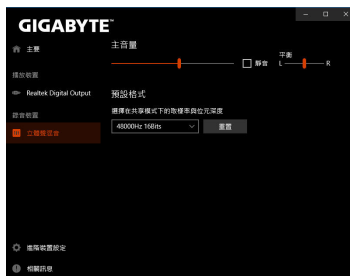 GIGABYTE™
主要
播放裝置
Realtek Digital Output
錄音裝置
立體聲混音
進階裝置設定
相關訊息
主音量
靜音
平衡
L
R
預設格式
選擇在共享模式下的取樣率與位元深度
48000Hz 16Bits
重置